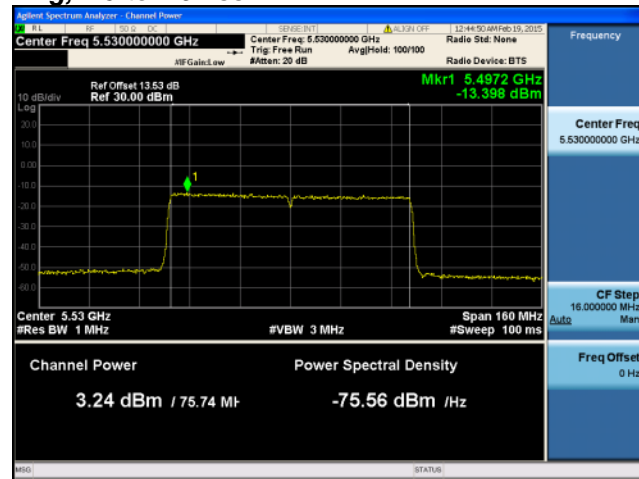 Agilent Spectrum Analyzer - Channel Power
RL RF 50 Ω DC SENSE:INT ALIGN OFF 12:44:50 AM Feb 19, 2015
Center Freq 5.530000000 GHz
Center Freq: 5.530000000 GHz
Radio Std: None
Trig: Free Run Avg|Hold: 100/100
#IFGain:Low #Atten: 20 dB Radio Device: BTS
Frequency
Ref Offset 13.53 dB
10 dB/div Ref 30.00 dBm
Mkr1 5.4972 GHz
-13.398 dBm
Log
20.0
10.0
0.00
1
-10.0
-20.0
-30.0
-40.0
-50.0
-60.0
Center 5.53 GHz Span 160 MHz
#Res BW 1 MHz #VBW 3 MHz #Sweep 100 ms
Center Freq
5.530000000 GHz
CF Step
16.000000 MHz
Auto Man
Freq Offset
0 Hz
Channel Power Power Spectral Density
3.24 dBm / 75.74 MH -75.56 dBm /Hz
MSG STATUS